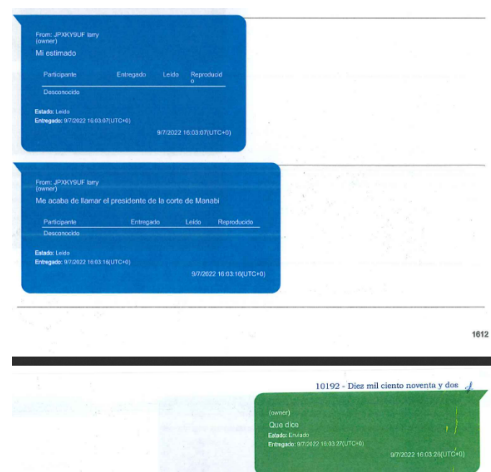 From: JPXKY9UF larry
(owner)
Mi estimado
Participante Entregado Leído Reproducid
o
Desconocido
Estado: Leído
Entregado: 9/7/2022 16:03:07(UTC+0)
9/7/2022 16:03:07(UTC+0)
From: JPXKY9UF larry
(owner)
Me acaba de llamar el presidente de la corte de Manabí
Participante Entregado Leído Reproducido
Desconocido
Estado: Leído
Entregado: 9/7/2022 16:03:16(UTC+0)
9/7/2022 16:03:16(UTC+0)
1612
10192 - Diez mil ciento noventa y dos
(owner)
Que dice
Estado: Enviado
Entregado: 9/7/2022 16:03:27(UTC+0)
9/7/2022 16:03:26(UTC+0)